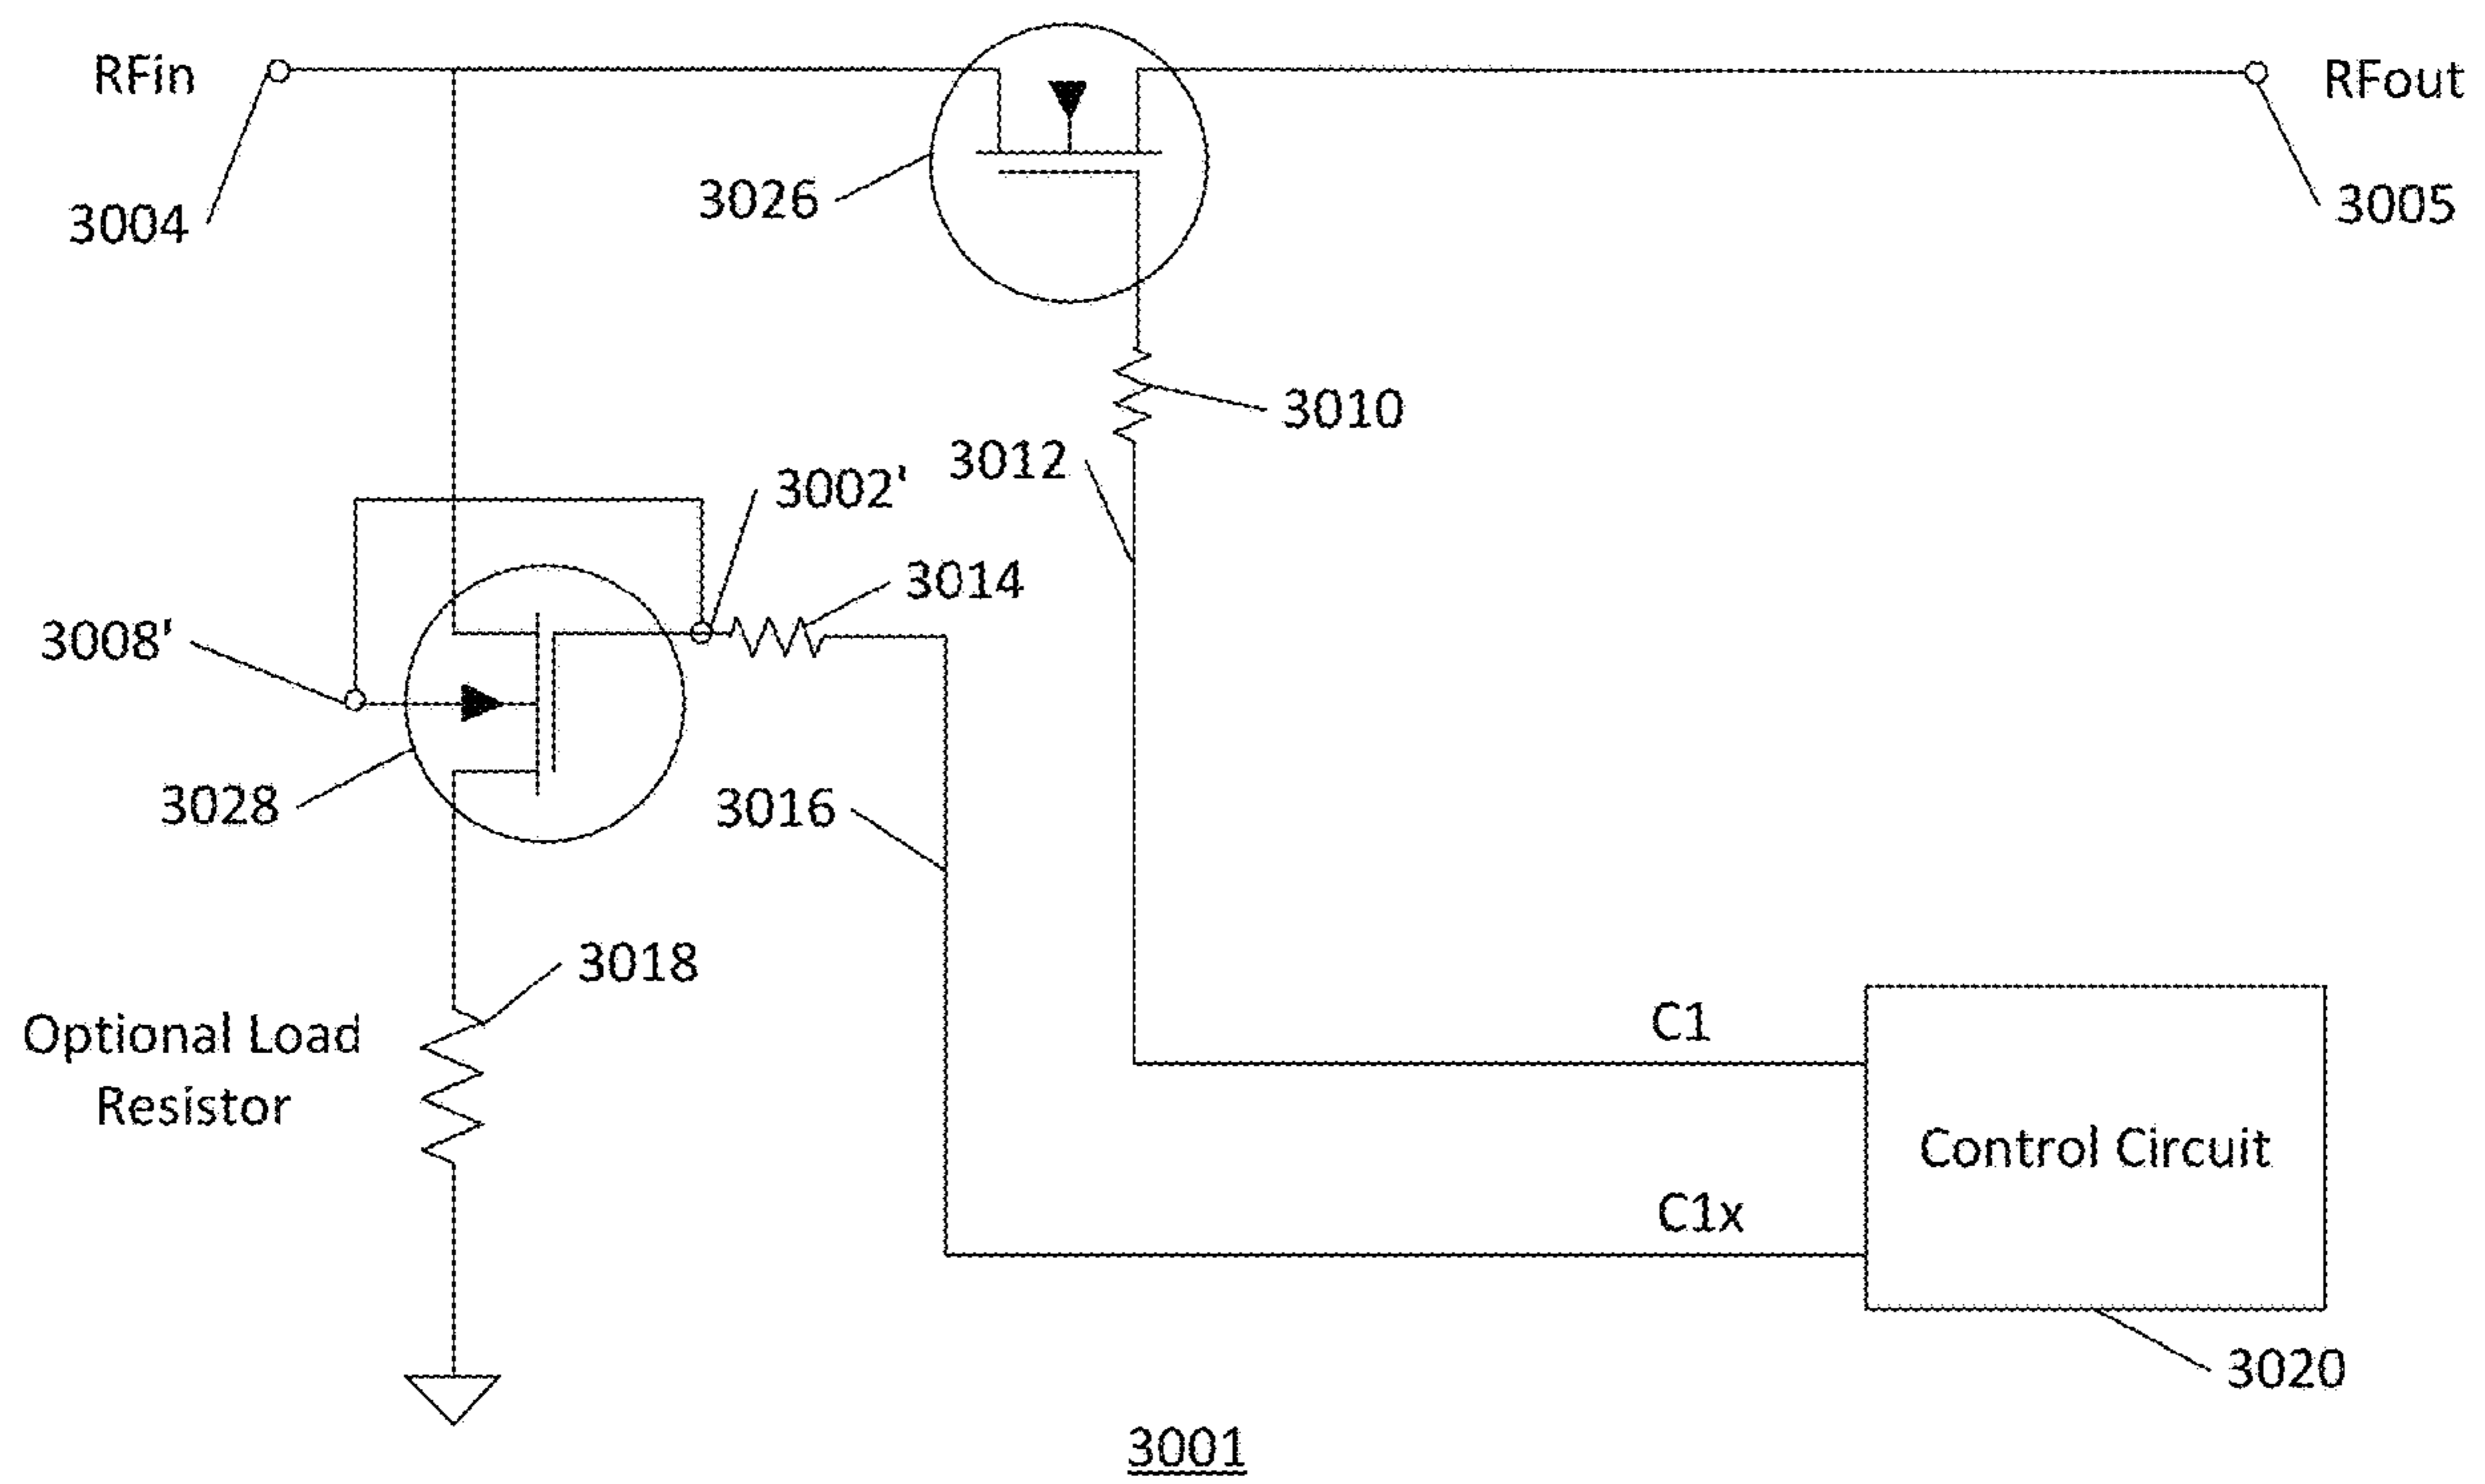 RFin
RFout
3004
3026
3005
3010
3012
3002'
3014
3008'
3028
3016
3018
Optional Load
Resistor
C1
Control Circuit
C1x
3020
3001